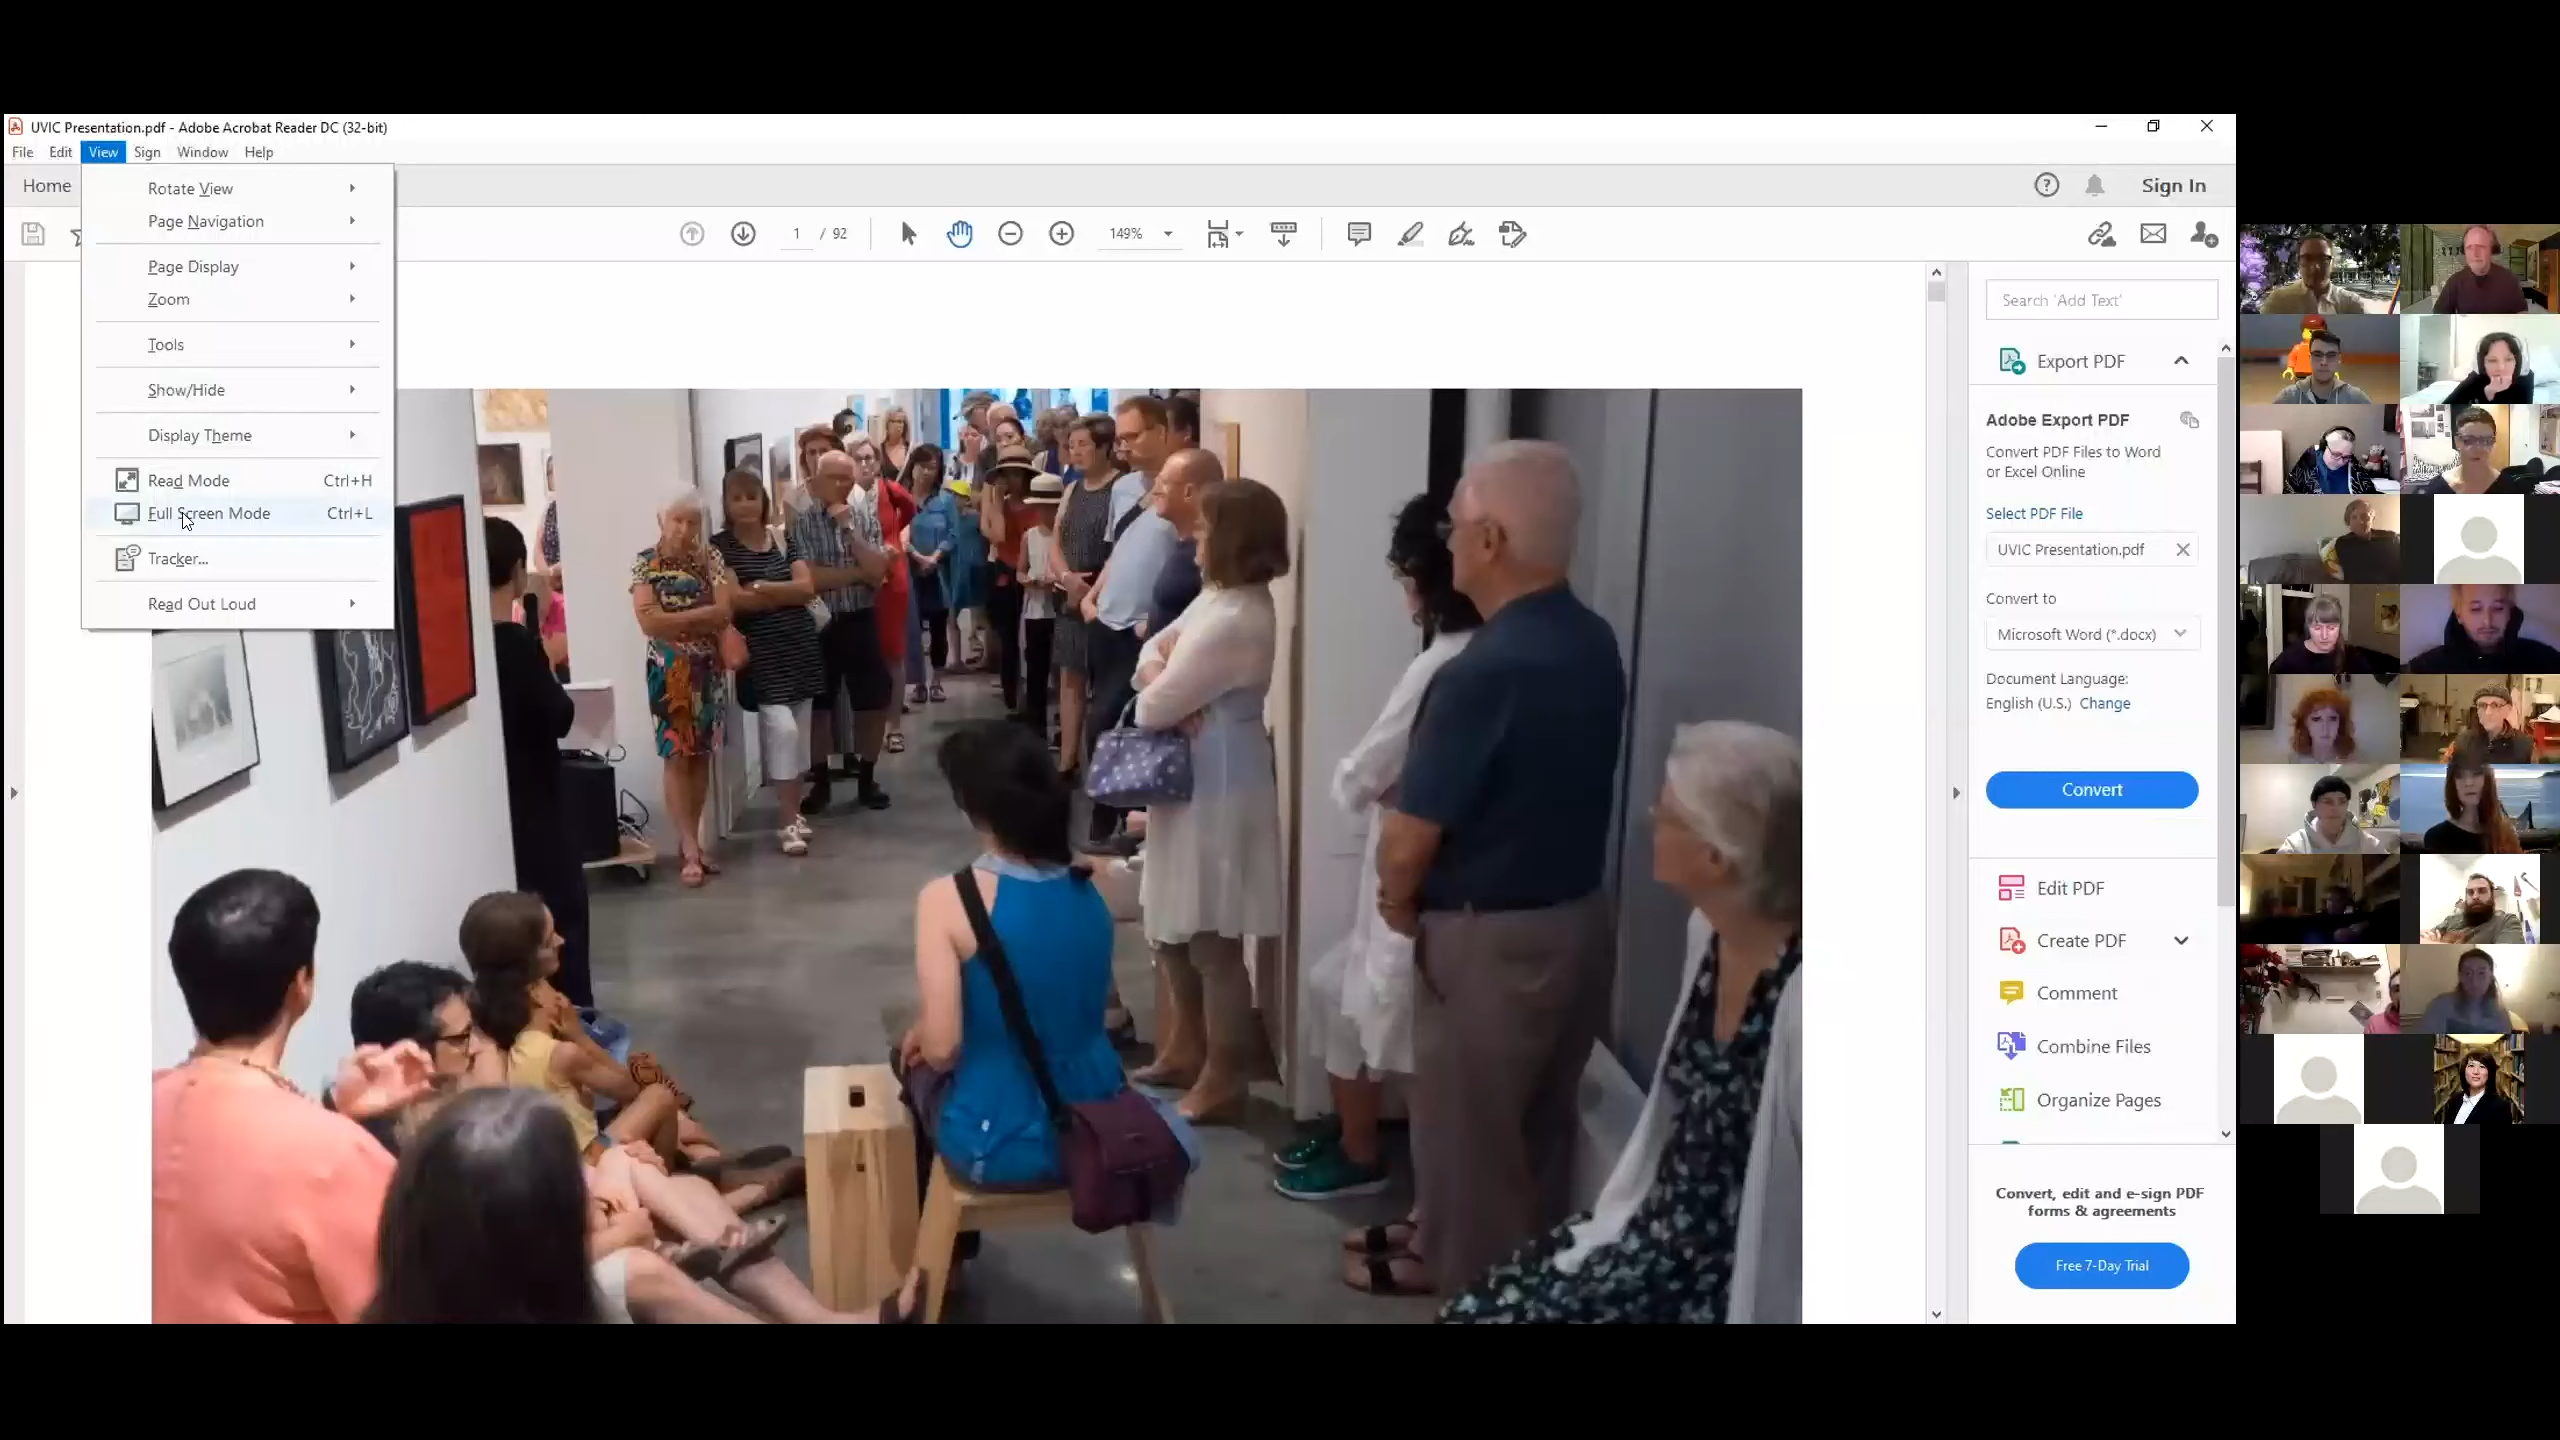 UVIC Presentation.pdf - Adobe Acrobat Reader DC (32-bit)
File Edit View Sign Window Help
Home
Sign In
Rotate View
Page Navigation
Page Display
Zoom
Tools
Show/Hide
Display Theme
Read Mode Ctrl+H
Full Screen Mode Ctrl+L
Tracker...
Read Out Loud
1 / 92
149%
Search 'Add Text'
Export PDF
Adobe Export PDF
Convert PDF Files to Word
or Excel Online
Select PDF File
UVIC Presentation.pdf
Convert to
Microsoft Word (*.docx)
Document Language:
English (U.S.) Change
Convert
Edit PDF
Create PDF
Comment
Combine Files
Organize Pages
Convert, edit and e-sign PDF
forms & agreements
Free 7-Day Trial